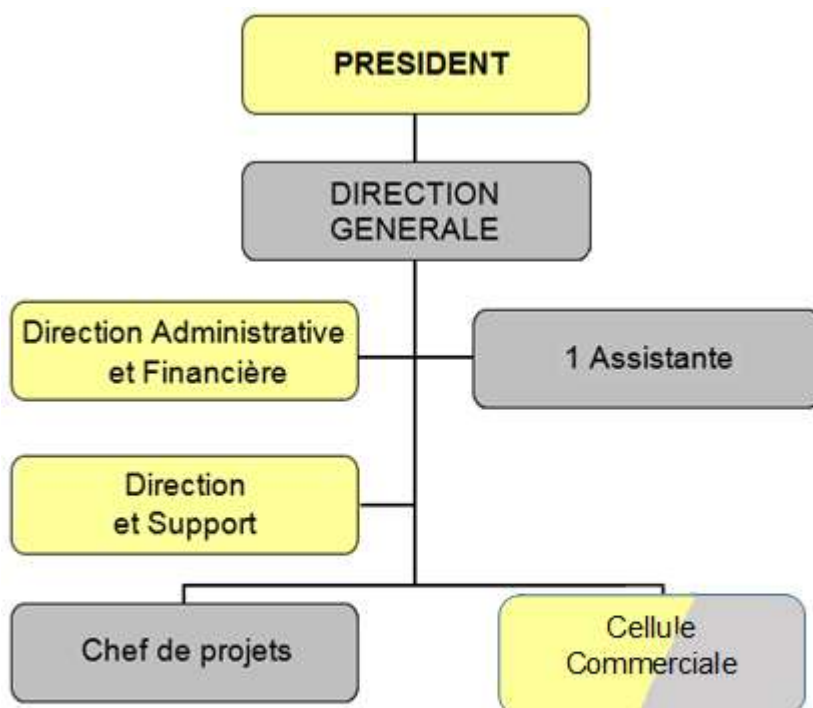 PRESIDENT
DIRECTION
GENERALE
Direction Administrative
et Financière
1 Assistante
Direction
et Support
Chef de projets
Cellule
Commerciale